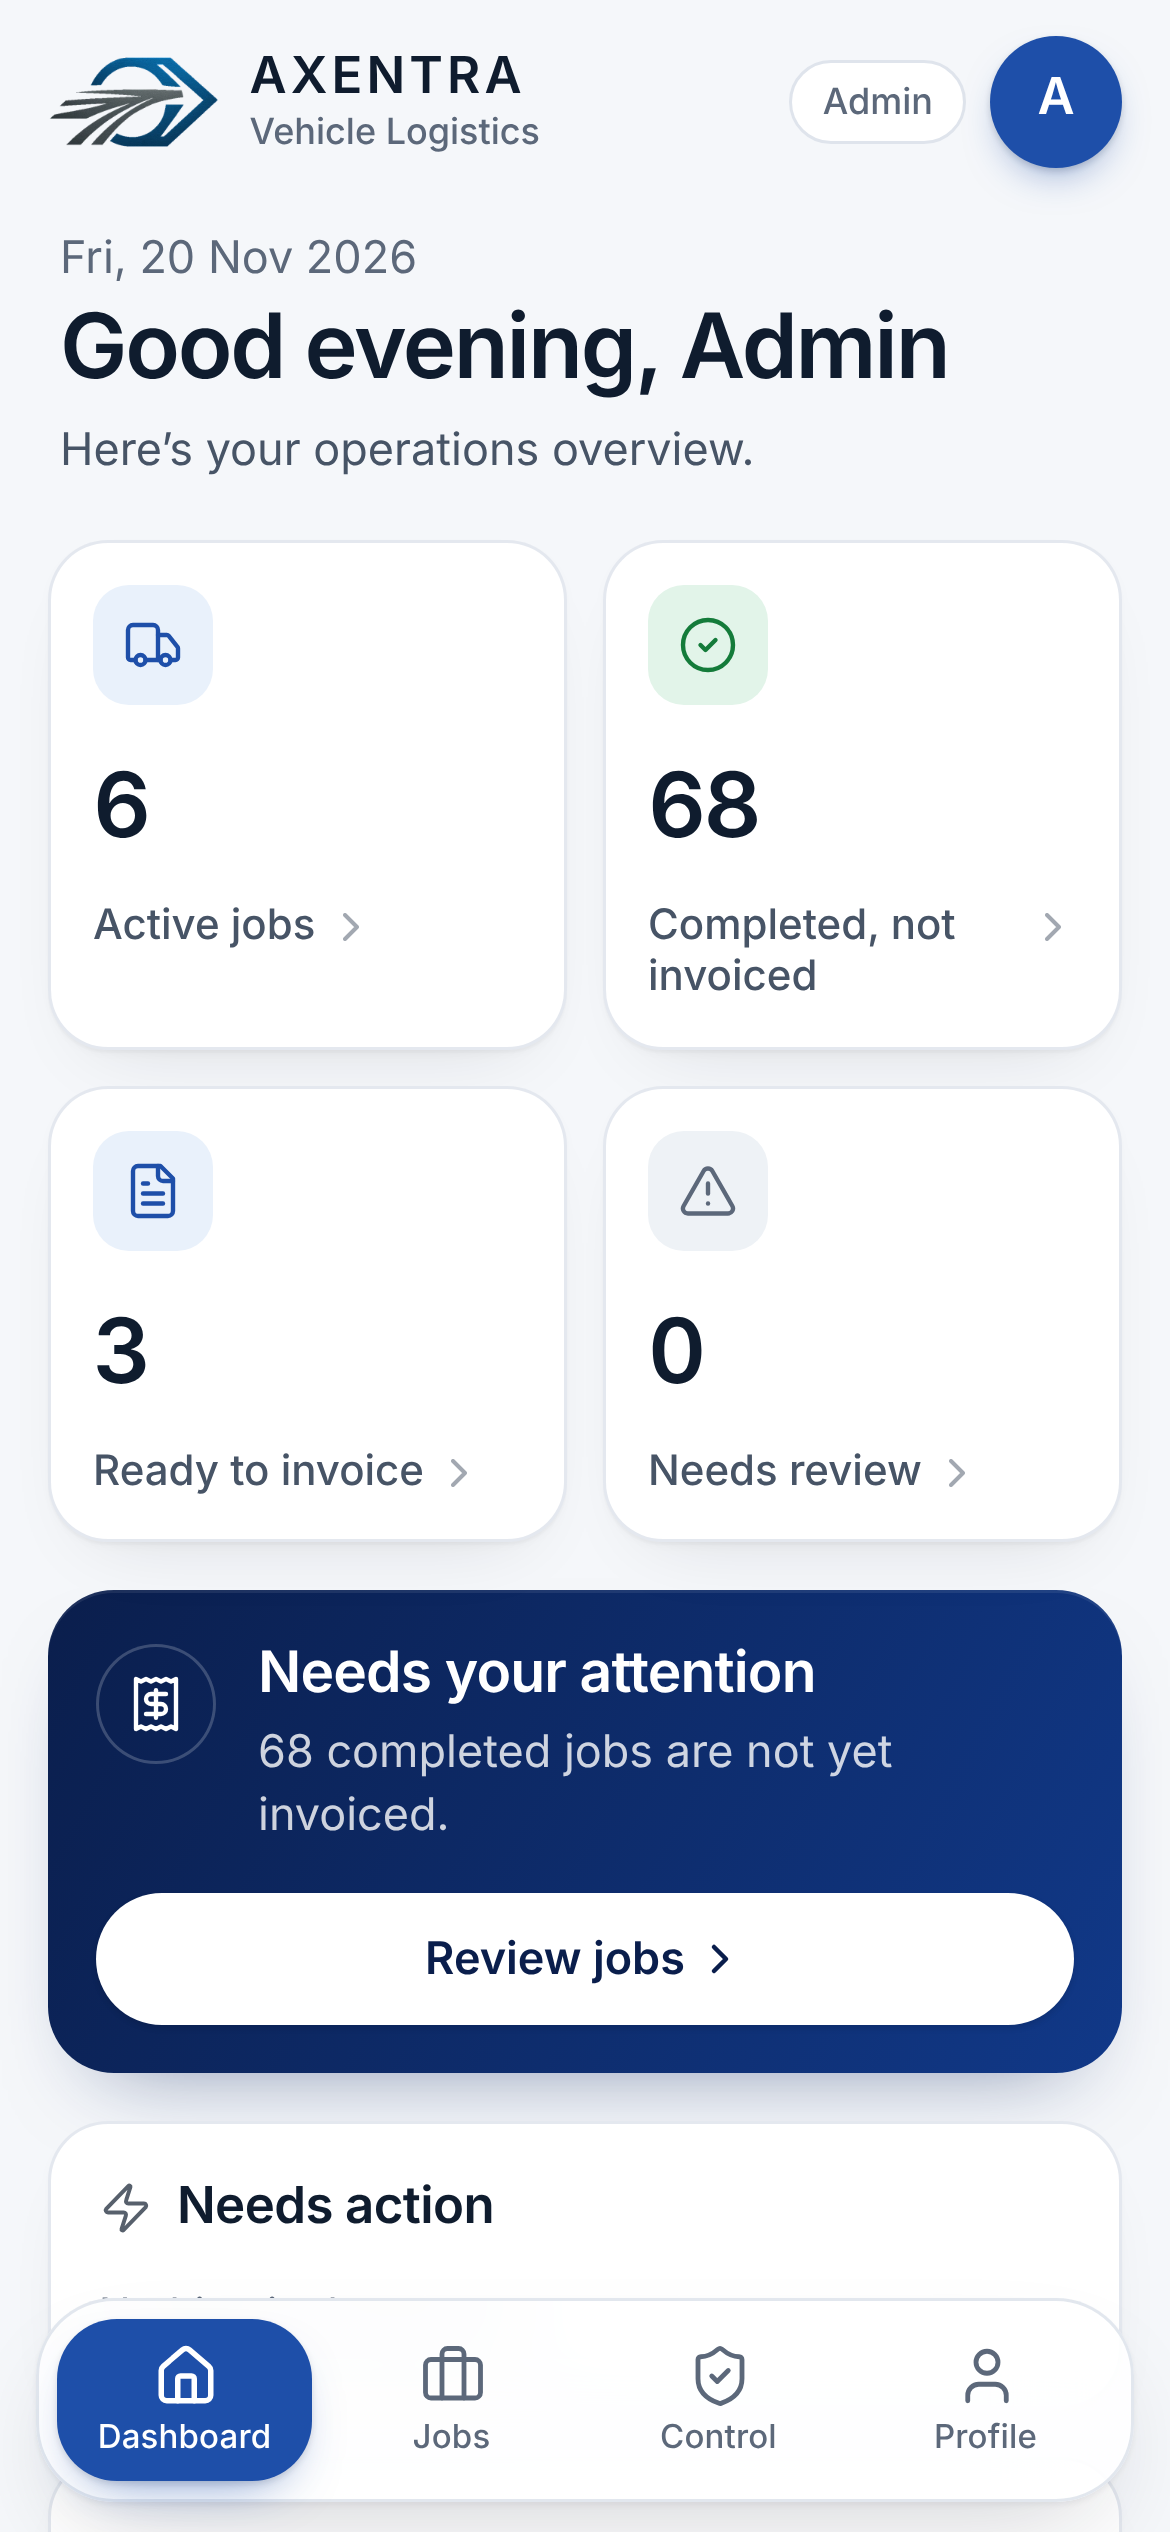 AXENTRA
Vehicle Logistics
Admin
A
Fri, 20 Nov 2026
Good evening, Admin
Here’s your operations overview.
6
Active jobs
68
Completed, not
invoiced
3
Ready to invoice
0
Needs review
Needs your attention
68 completed jobs are not yet
invoiced.
Review jobs
Needs action
Dashboard
Jobs
Control
Profile